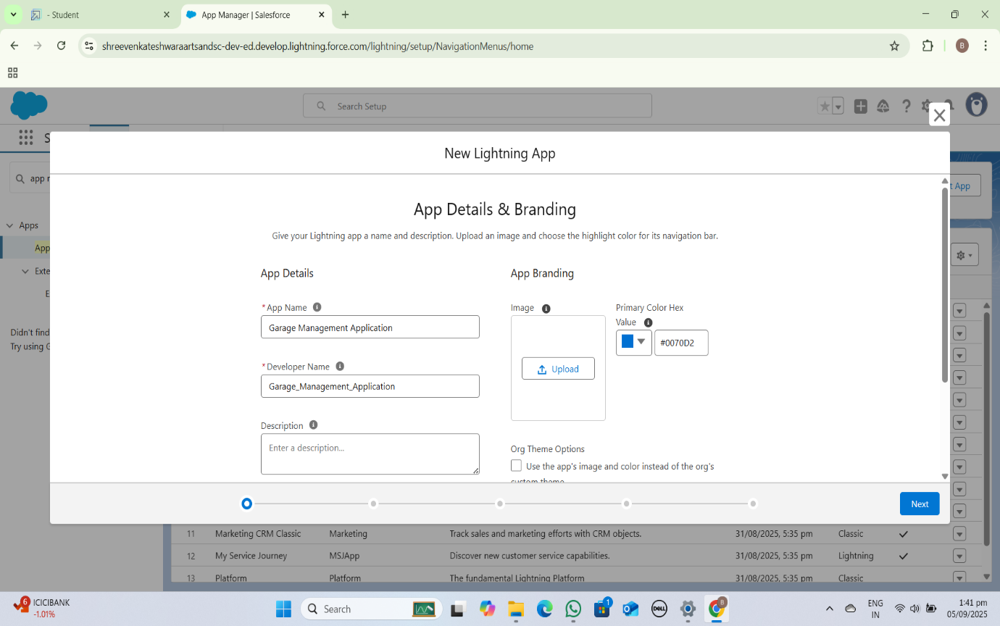 - Student
App Manager | Salesforce
shreevenkateshwaraartsandsc-dev-ed.develop.lightning.force.com/lightning/setup/NavigationMenus/home
B
Search Setup
S
New Lightning App
app
t App
App Details & Branding
Apps
Give your Lightning app a name and description. Upload an image and choose the highlight color for its navigation bar.
App
Exte
App Details
App Branding
E
* App Name
Image
Primary Color Hex
Value
Garage Management Application
#0070D2
Didn't find
Try using G
* Developer Name
Upload
Garage_Management_Application
Description
Enter a description...
Org Theme Options
Use the app's image and color instead of the org's
custom theme
Next
11 Marketing CRM Classic Marketing Track sales and marketing efforts with CRM objects. 31/08/2025, 5:35 pm Classic
12 My Service Journey MSJApp Discover new customer service capabilities. 31/08/2025, 5:35 pm Lightning
13 Platform Platform The fundamental Lightning Platform 31/08/2025, 5:35 pm Classic
6 ICICIBANK
-1.01%
Search
1
DELL
B
ENG
IN
1:41 pm
05/09/2025